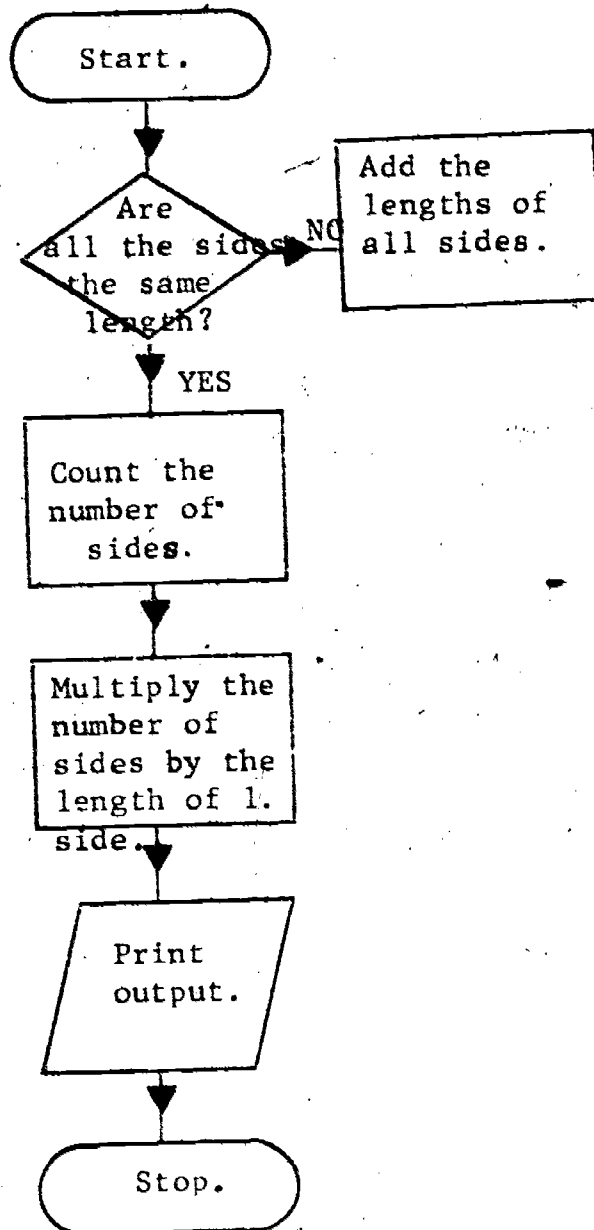 Start.
Are
all the sides
the same
length?
NO
Add the
lengths of
all sides.
YES
Count the
number of
sides.
Multiply the
number of
sides by the
length of 1.
side.
Print
output.
Stop.